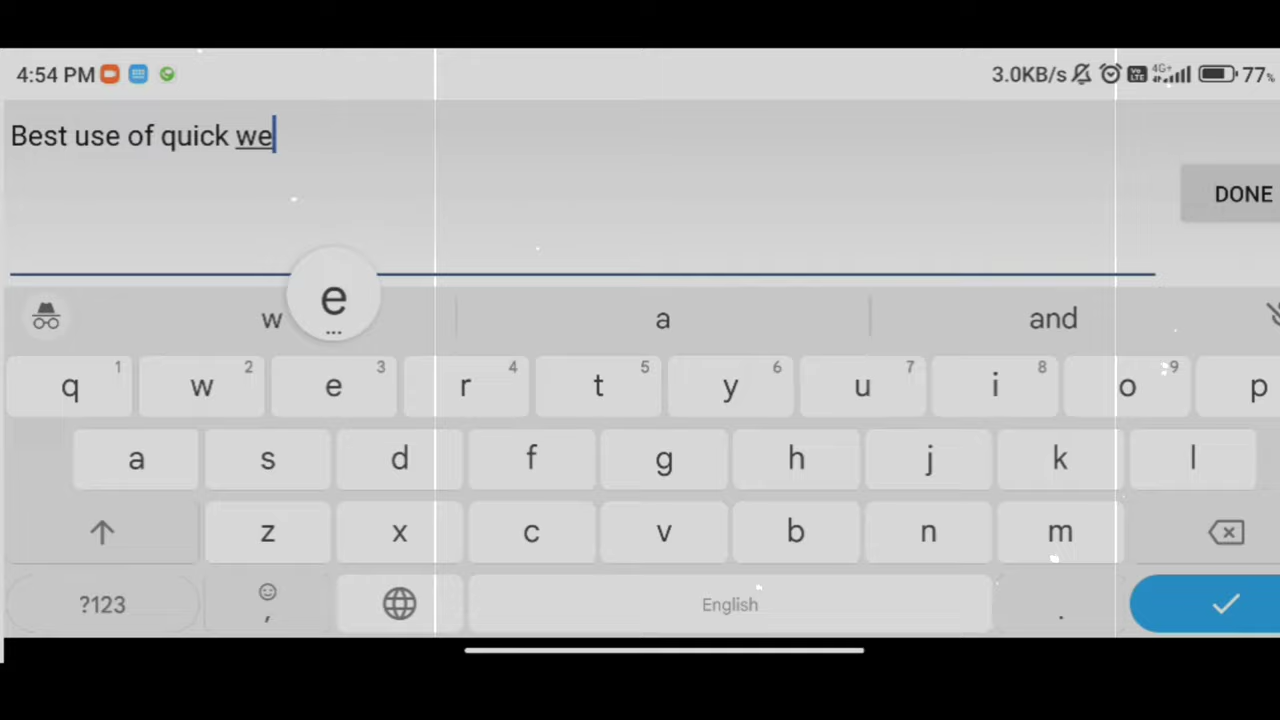 4:54 PM 3.0KB/s 4G+ 77%
Best use of quick we
DONE
e
...
w a and
q 1 w 2 e 3 r 4 t 5 y 6 u 7 i 8 o 9 p
a s d f g h j k l
z x c v b n m
?123 , English .